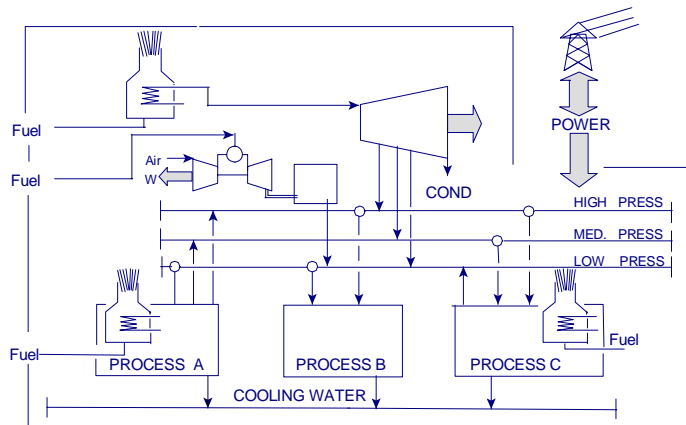 Fuel
POWER
Air
Fuel
W
COND
HIGH PRESS
MED. PRESS
LOW PRESS
Fuel
Fuel
PROCESS A
PROCESS B
PROCESS C
COOLING WATER